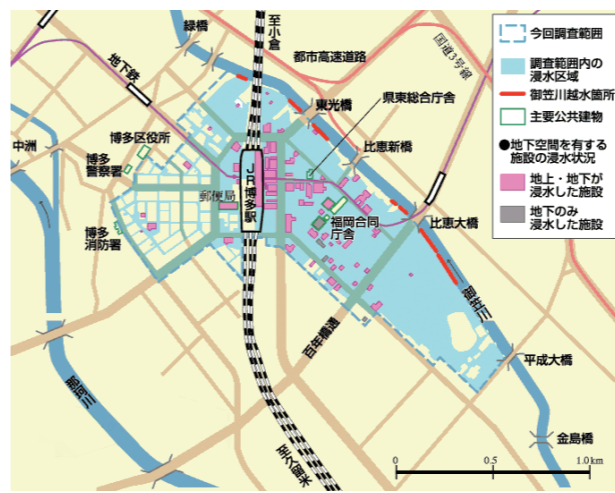 緑橋
至小倉
都市高速道路
国道3号線
地下鉄
東光橋
県東総合庁舎
比恵新橋
中洲
博多区役所
博多
警察署
郵便局
JR博多駅
福岡合同
庁舎
比恵大橋
博多
消防署
御笠川
百年橋通
平成大橋
那珂川
至久留米
金島橋
0 0.5 1.0km
今回調査範囲
調査範囲内の
浸水区域
御笠川越水箇所
主要公共建物
●地下空間を有する
施設の浸水状況
地上・地下が
浸水した施設
地下のみ
浸水した施設